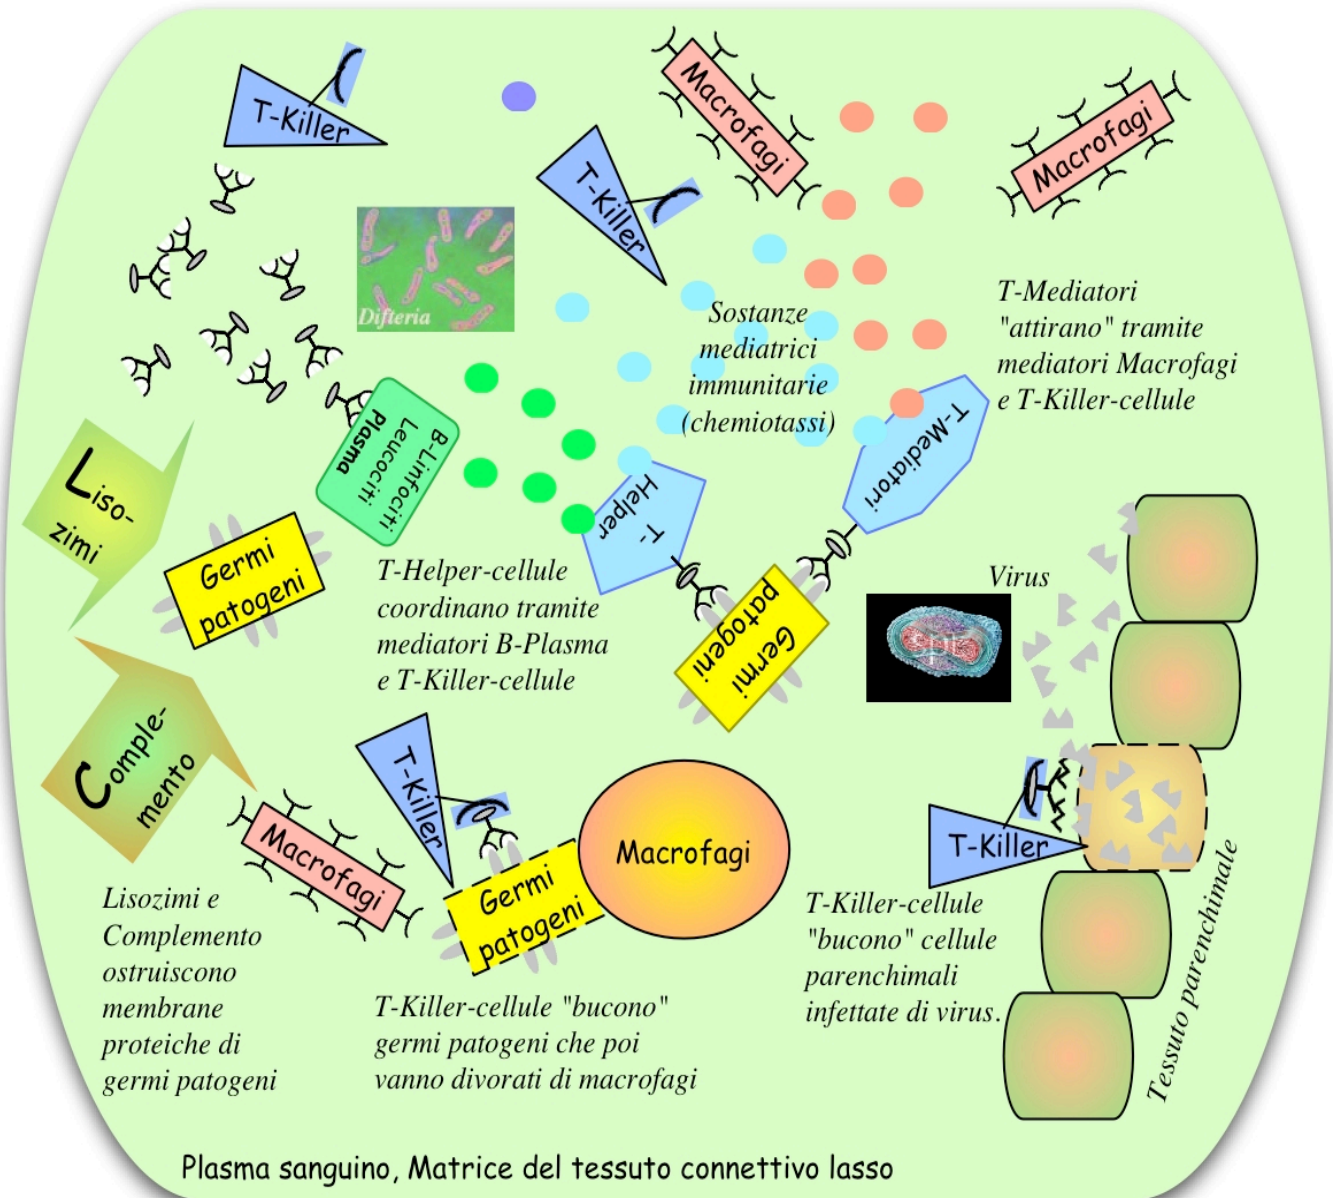 T-Killer
T-Killer
Macrofagi
Macrofagi
Difteria
Sostanze
mediatrici
immunitarie
(chemiotassi)
T-Mediatori
"attirano" tramite
mediatori Macrofagi
e T-Killer-cellule
T-Mediatori
B-Linfociti
Leucociti
Plasma
T-
Helper
Liso-
zimi
Germi
patogeni
T-Helper-cellule
coordinano tramite
mediatori B-Plasma
e T-Killer-cellule
Germi
patogeni
Virus
Comple-
mento
Macrofagi
T-Killer
Germi
patogeni
Macrofagi
T-Killer
T-Killer-cellule
"bucono" cellule
parenchimali
infettate di virus.
Tessuto parenchimale
Lisozimi e
Complemento
ostruiscono
membrane
proteiche di
germi patogeni
T-Killer-cellule "bucono"
germi patogeni che poi
vanno divorati di macrofagi
Plasma sanguino, Matrice del tessuto connettivo lasso